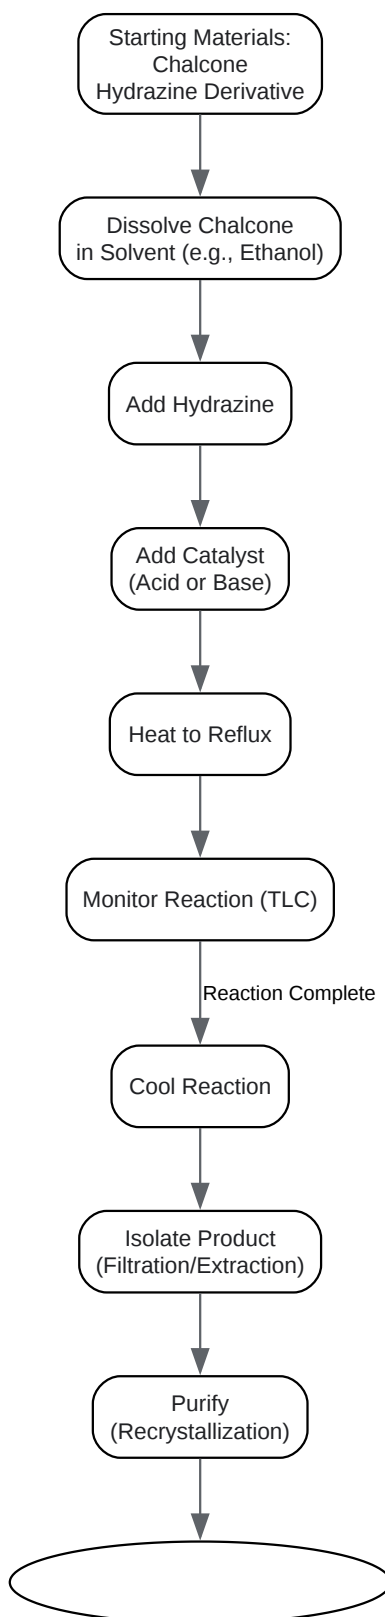 Starting Materials:
Chalcone
Hydrazine Derivative
Dissolve Chalcone
in Solvent (e.g., Ethanol)
Add Hydrazine
Add Catalyst
(Acid or Base)
Heat to Reflux
Monitor Reaction (TLC)
Reaction Complete
Cool Reaction
Isolate Product
(Filtration/Extraction)
Purify
(Recrystallization)